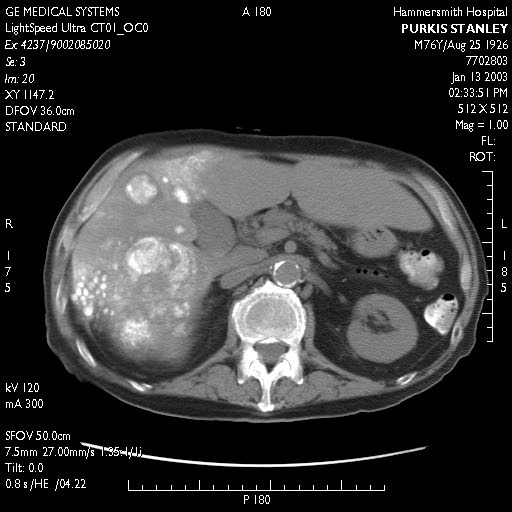 GE MEDICAL SYSTEMS
LightSpeed Ultra CT01_OC0
Ex: 4237/9002085020
Se: 3
Im: 20
XY 1147.2
DFOV 36.0cm
STANDARD
A 180
Hammersmith Hospital
PURKIS STANLEY
M76Y/Aug 25 1926
7702803
Jan 13 2003
02:33:51 PM
512 X 512
Mag = 1.00
FL:
ROT:
R
I
7
5
L
I
8
5
kV 120
mA 300
SFOV 50.0cm
7.5mm 27.00mm/s 1.35:1/Ji
Tilt: 0.0
0.8 s/HE /04.22
P 180